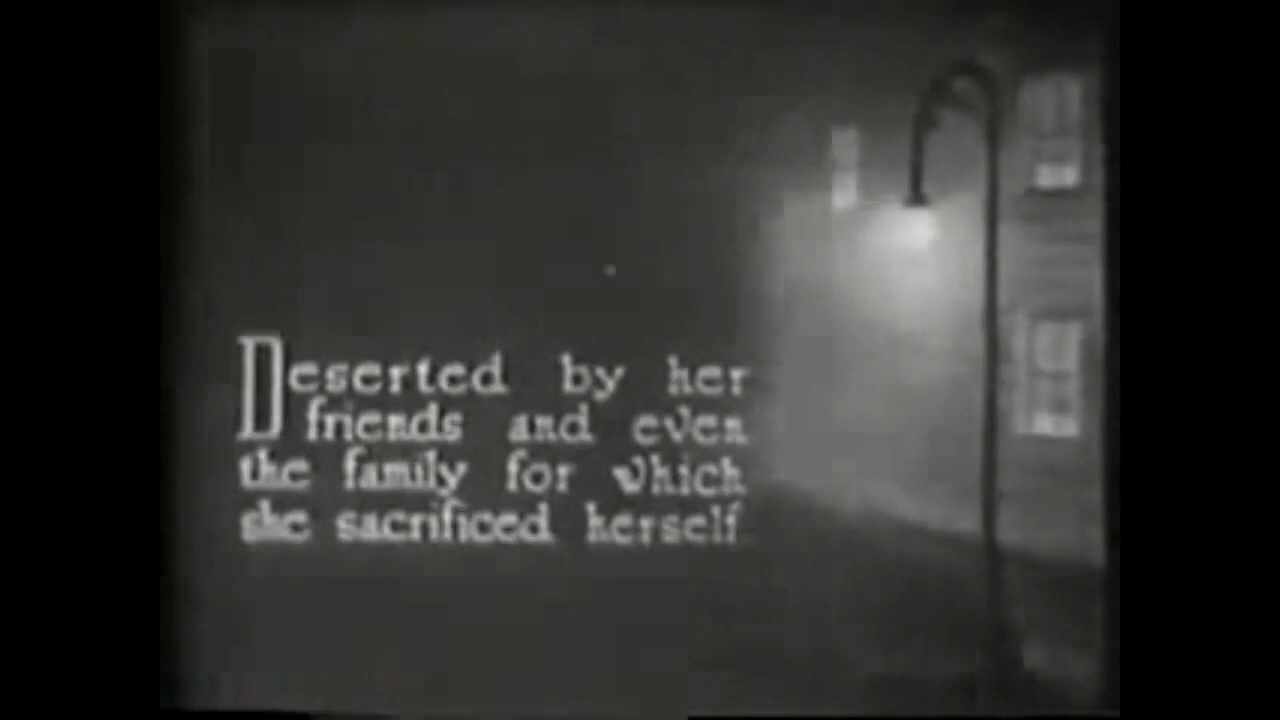 Deserted by her
friends and even
the family for which
she sacrificed herself.